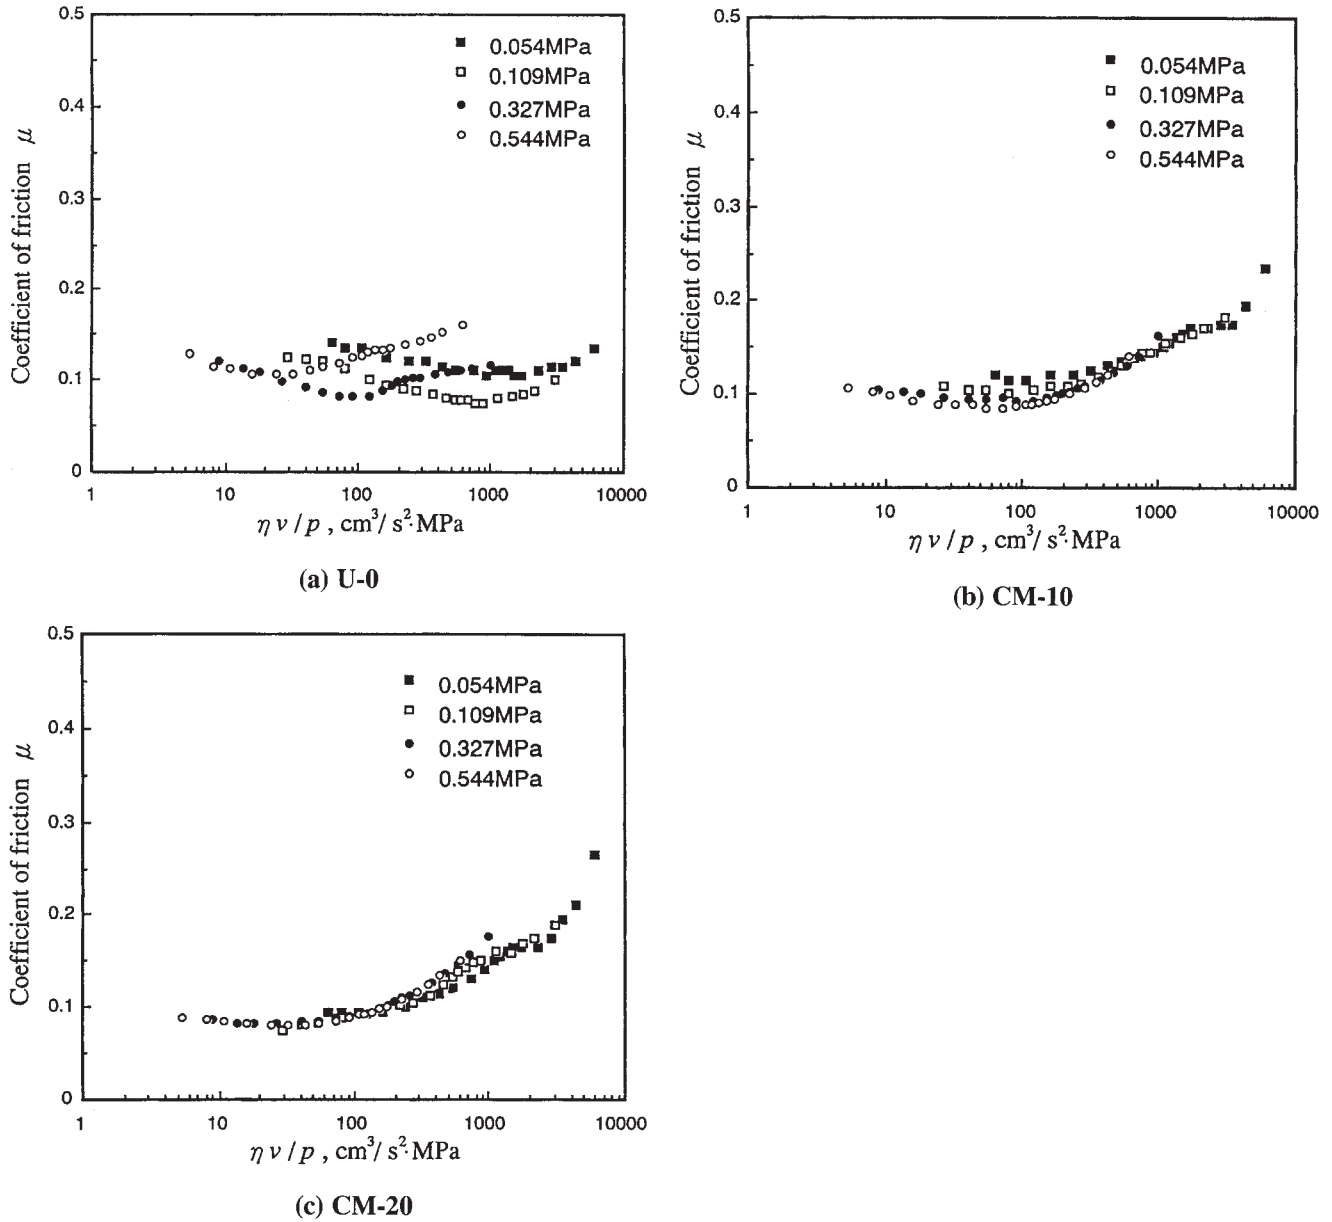 0.5
0.4
0.3
0.2
0.1
0
Coefficient of friction μ
0.054MPa
0.109MPa
0.327MPa
0.544MPa
1 10 100 1000 10000
η v / p , cm³/ s²·MPa
(a) U-0
0.5
0.4
0.3
0.2
0.1
0
Coefficient of friction μ
0.054MPa
0.109MPa
0.327MPa
0.544MPa
1 10 100 1000 10000
η v / p , cm³/ s²·MPa
(b) CM-10
0.5
0.4
0.3
0.2
0.1
0
Coefficient of friction μ
0.054MPa
0.109MPa
0.327MPa
0.544MPa
1 10 100 1000 10000
η v / p , cm³/ s²·MPa
(c) CM-20